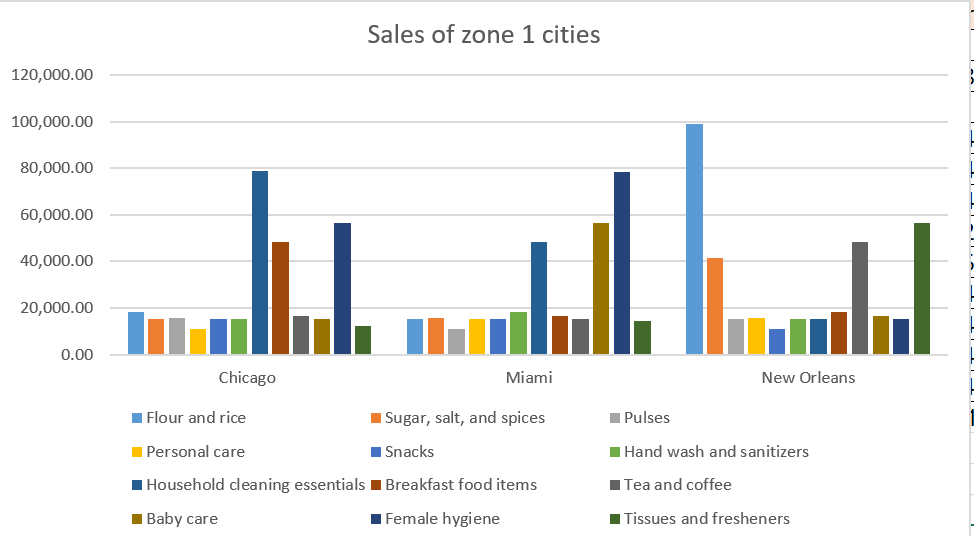 Sales of zone 1 cities
120,000.00
100,000.00
80,000.00
60,000.00
40,000.00
20,000.00
0.00
Chicago Miami New Orleans
Flour and rice Sugar, salt, and spices Pulses
Personal care Snacks Hand wash and sanitizers
Household cleaning essentials Breakfast food items Tea and coffee
Baby care Female hygiene Tissues and fresheners